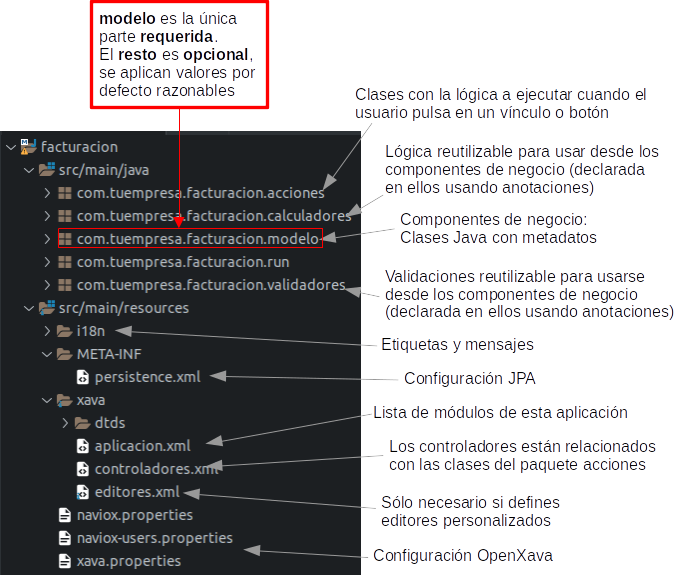 modelo es la única
parte requerida.
El resto es opcional,
se aplican valores por
defecto razonables
Clases con la lógica a ejecutar cuando el
usuario pulsa en un vínculo o botón
facturacion
Lógica reutilizable para usar desde los
componentes de negocio (declarada
en ellos usando anotaciones)
src/main/java
com.tuempresa.facturacion.acciones
com.tuempresa.facturacion.calculadores
Componentes de negocio:
Clases Java con metadatos
com.tuempresa.facturacion.modelo
com.tuempresa.facturacion.run
com.tuempresa.facturacion.validadores
Validaciones reutilizable para usarse
desde los componentes de negocio
(declarada en ellos usando anotaciones)
src/main/resources
i18n
Etiquetas y mensajes
META-INF
persistence.xml
Configuración JPA
xava
dtds
Lista de módulos de esta aplicación
aplicacion.xml
controladores.xml
Los controladores están relacionados
con las clases del paquete acciones
editores.xml
Sólo necesario si defines
editores personalizados
naviox.properties
naviox-users.properties
xava.properties
Configuración OpenXava